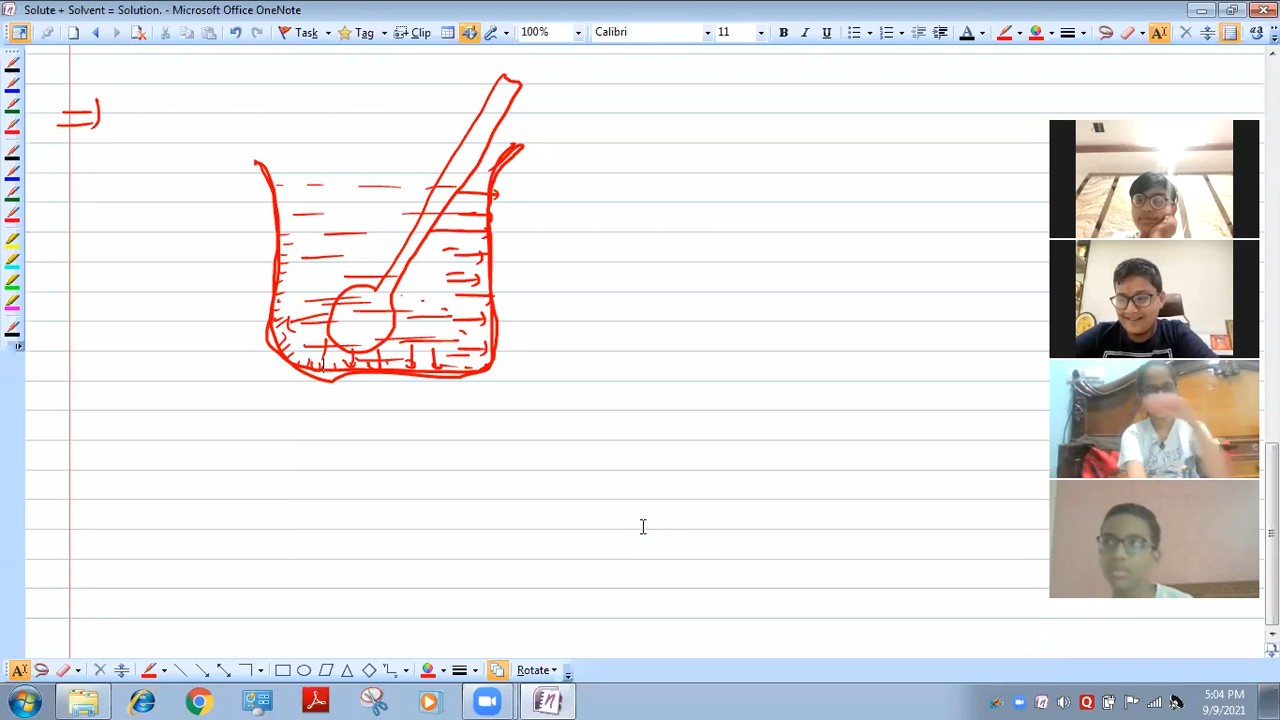 Solute + Solvent = Solution. - Microsoft Office OneNote
Task Tag Clip 100% Calibri 11 B I U A
=)
Rotate
5:04 PM
9/9/2021